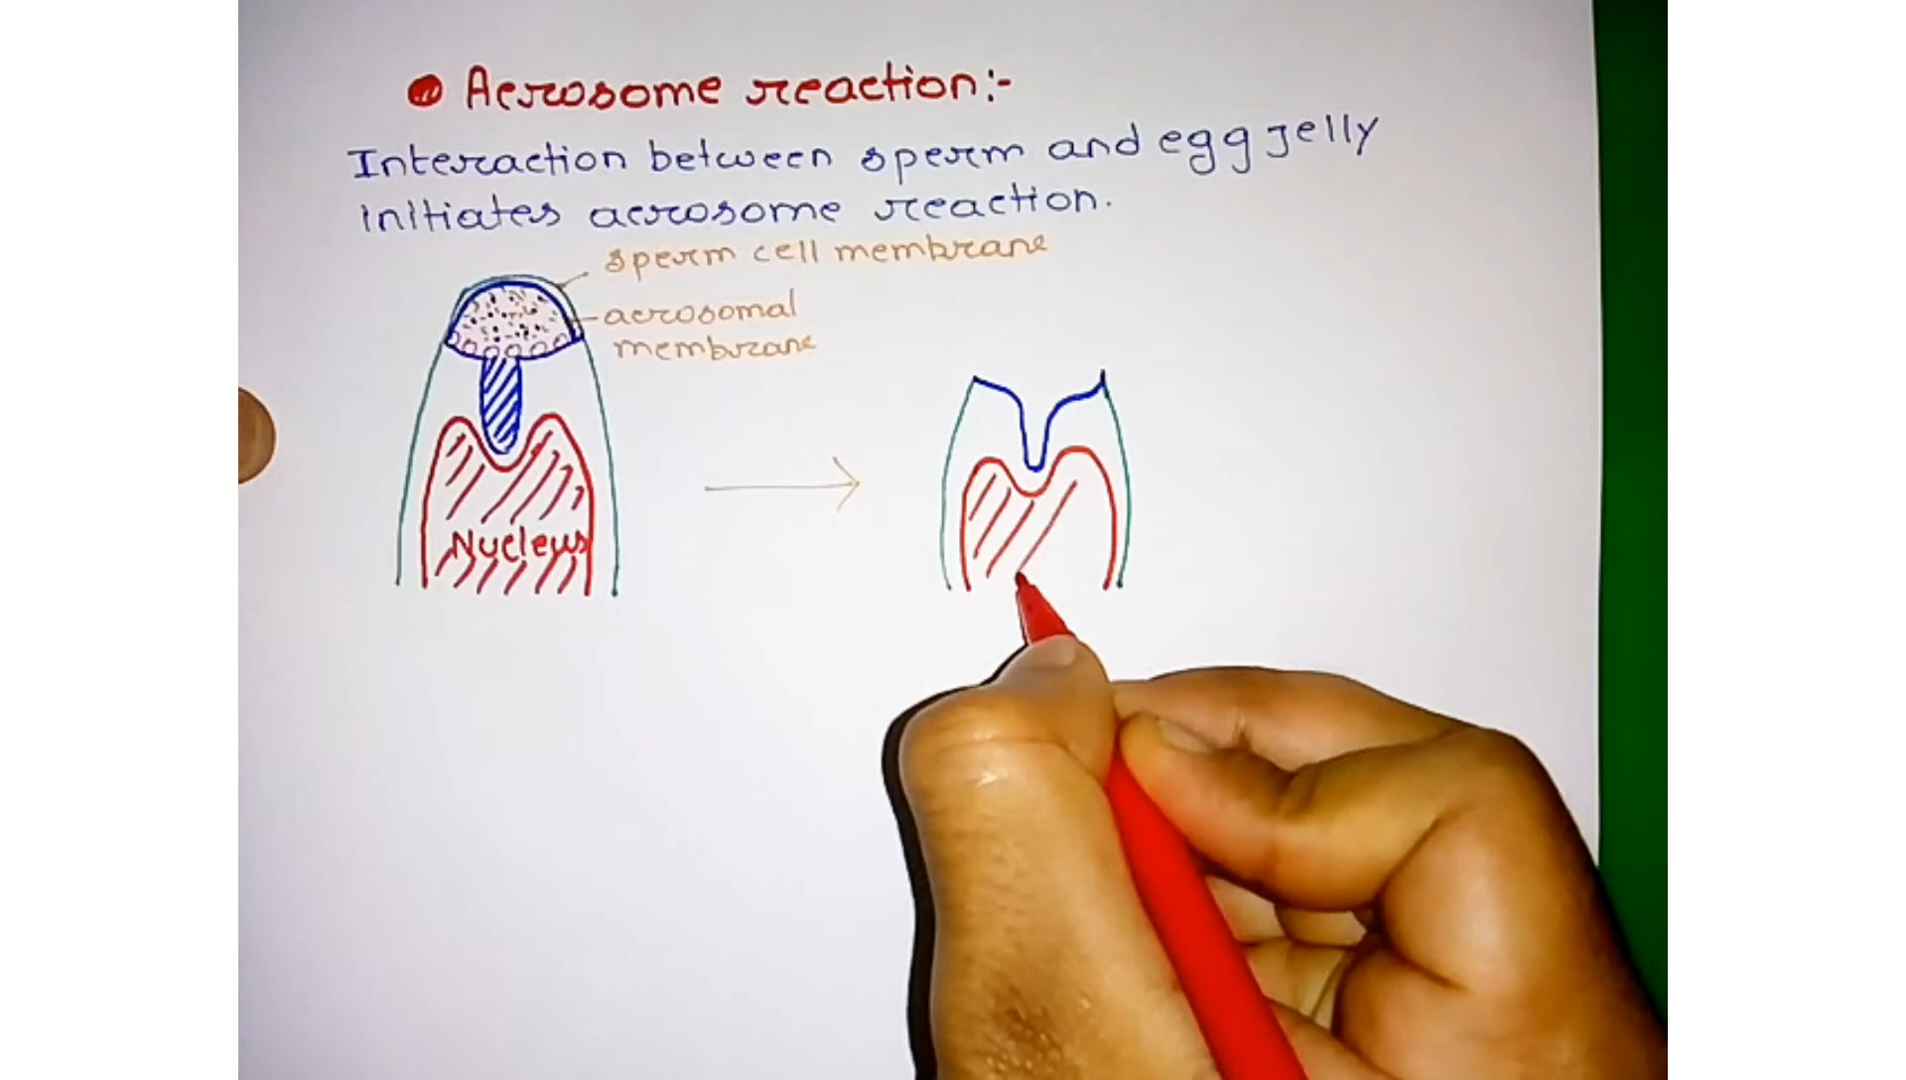 Acrosome reaction:-
Interaction between sperm and egg jelly
initiates acrosome reaction.
sperm cell membrane
acrosomal
membrane
Nucleus